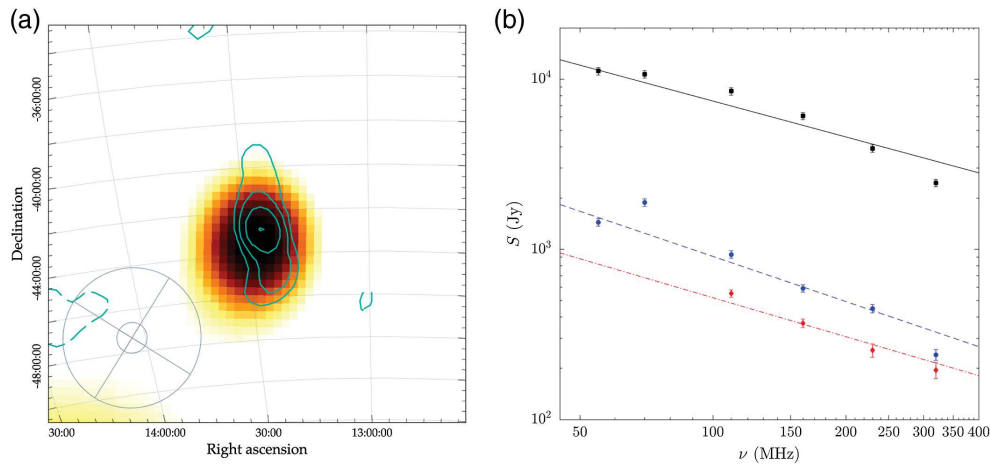 (a)
-36:00:00
-40:00:00
-44:00:00
-48:00:00
Declination
30:00 14:00:00 30:00 13:00:00
Right ascension
(b)
10^4
10^3
10^2
S (Jy)
50 100 150 200 250 300 350 400
ν (MHz)